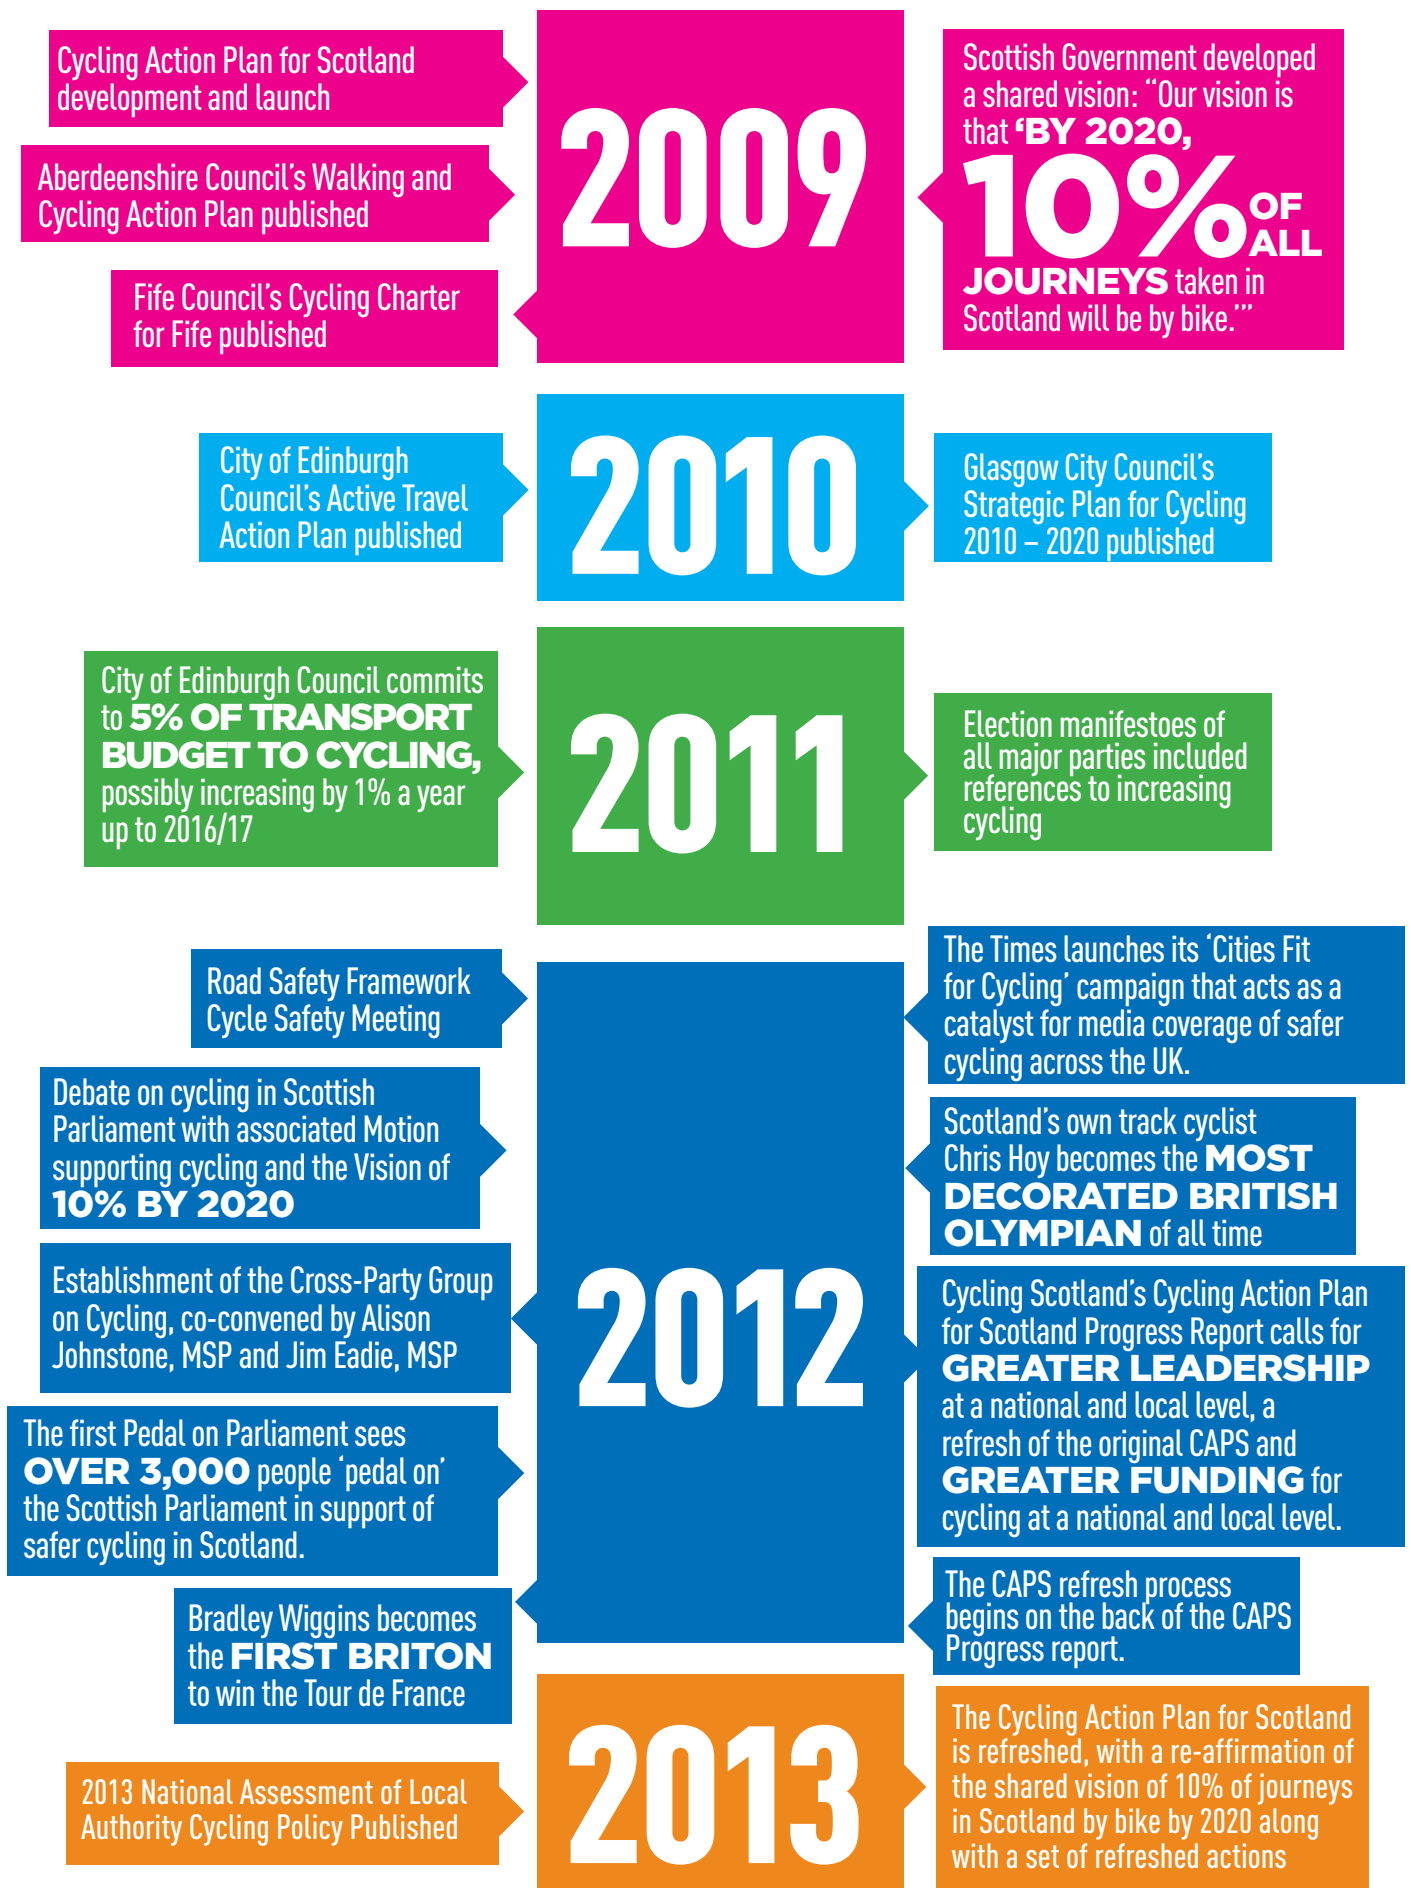 2009
Cycling Action Plan for Scotland
development and launch
Aberdeenshire Council's Walking and
Cycling Action Plan published
Fife Council's Cycling Charter
for Fife published
Scottish Government developed
a shared vision: “Our vision is
that ‘BY 2020,
10% OF
ALL
JOURNEYS taken in
Scotland will be by bike.’”
2010
City of Edinburgh
Council's Active Travel
Action Plan published
Glasgow City Council's
Strategic Plan for Cycling
2010 – 2020 published
2011
City of Edinburgh Council commits
to 5% OF TRANSPORT
BUDGET TO CYCLING,
possibly increasing by 1% a year
up to 2016/17
Election manifestoes of
all major parties included
references to increasing
cycling
2012
Road Safety Framework
Cycle Safety Meeting
Debate on cycling in Scottish
Parliament with associated Motion
supporting cycling and the Vision of
10% BY 2020
Establishment of the Cross-Party Group
on Cycling, co-convened by Alison
Johnstone, MSP and Jim Eadie, MSP
The first Pedal on Parliament sees
OVER 3,000 people ‘pedal on’
the Scottish Parliament in support of
safer cycling in Scotland.
Bradley Wiggins becomes
the FIRST BRITON
to win the Tour de France
The Times launches its ‘Cities Fit
for Cycling’ campaign that acts as a
catalyst for media coverage of safer
cycling across the UK.
Scotland's own track cyclist
Chris Hoy becomes the MOST
DECORATED BRITISH
OLYMPIAN of all time
Cycling Scotland's Cycling Action Plan
for Scotland Progress Report calls for
GREATER LEADERSHIP
at a national and local level, a
refresh of the original CAPS and
GREATER FUNDING for
cycling at a national and local level.
The CAPS refresh process
begins on the back of the CAPS
Progress report.
2013
2013 National Assessment of Local
Authority Cycling Policy Published
The Cycling Action Plan for Scotland
is refreshed, with a re-affirmation of
the shared vision of 10% of journeys
in Scotland by bike by 2020 along
with a set of refreshed actions